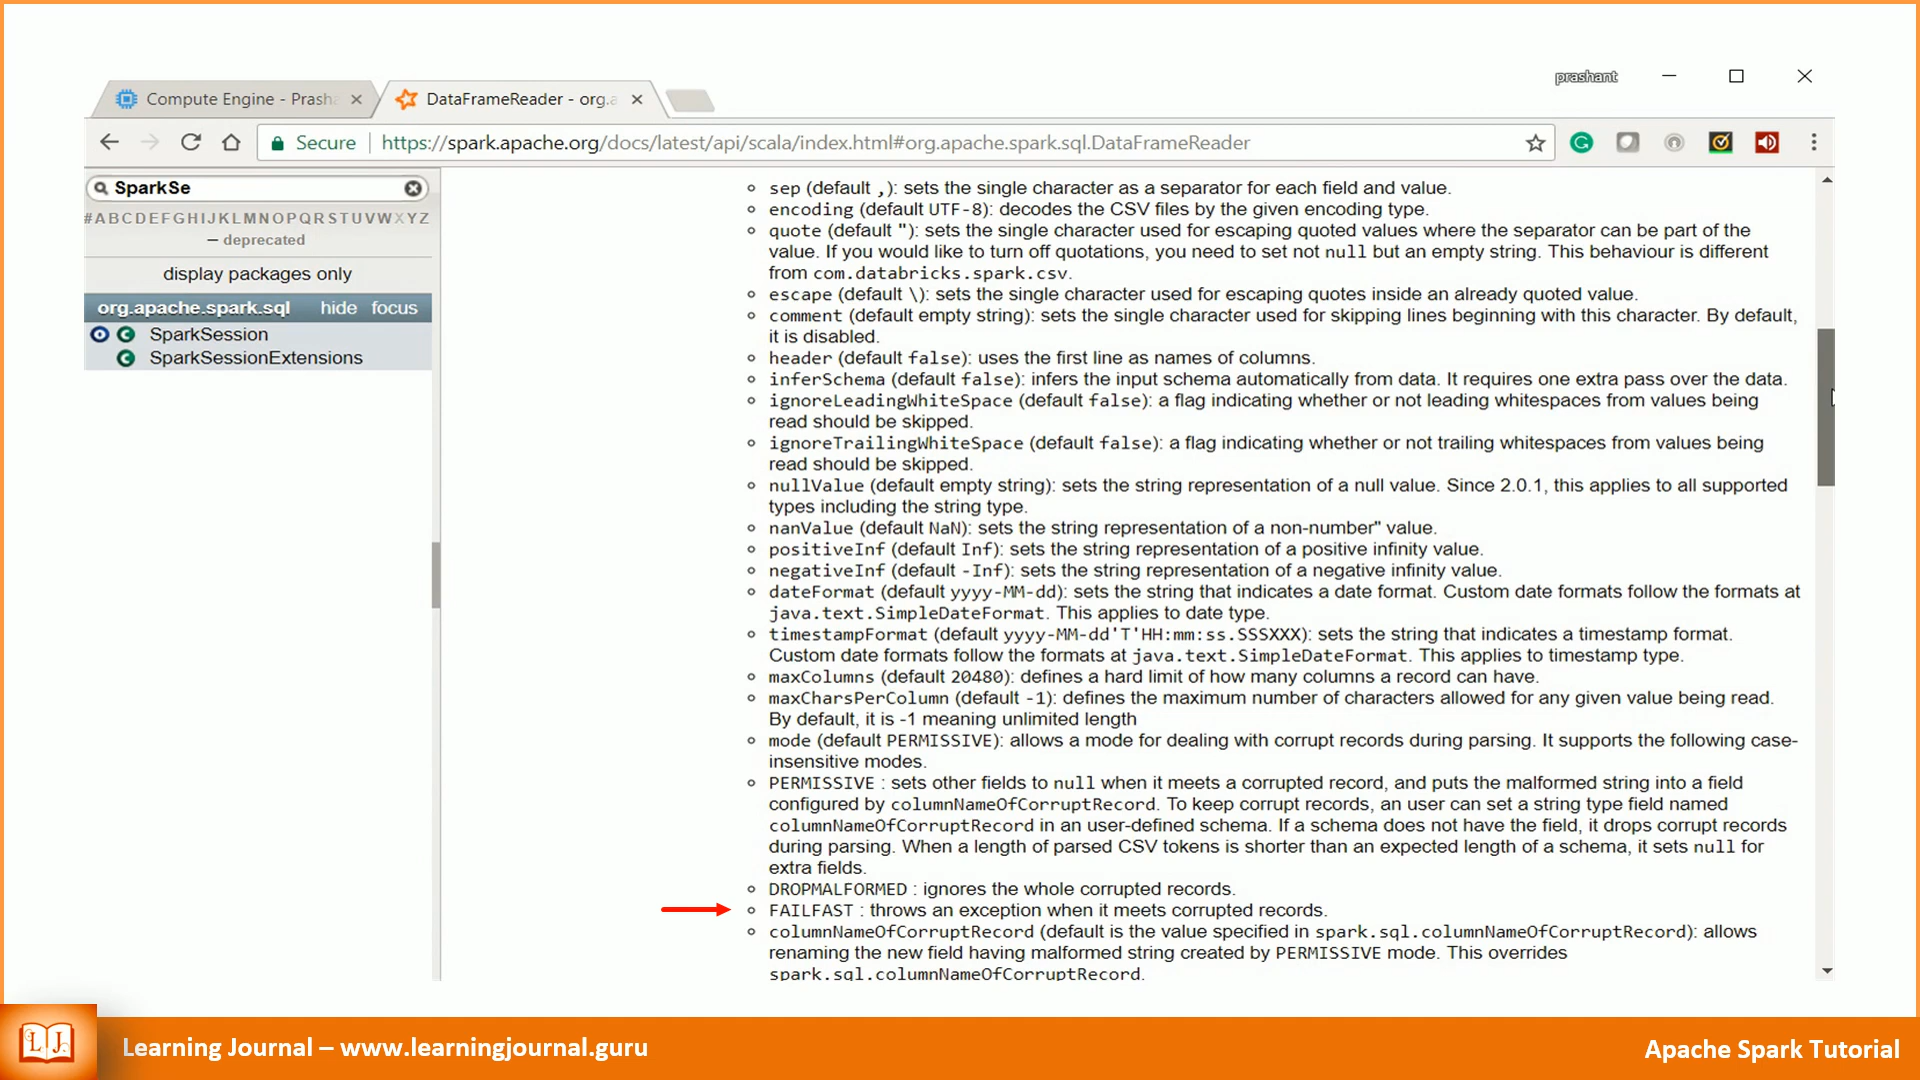 prashant
Compute Engine - Prasha
DataFrameReader - org.a
Secure
https://spark.apache.org/docs/latest/api/scala/index.html#org.apache.spark.sql.DataFrameReader
SparkSe
#ABCDEFGHIJKLMNOPQRSTUVWXYZ
– deprecated
display packages only
org.apache.spark.sql hide focus
SparkSession
SparkSessionExtensions
sep (default ,): sets the single character as a separator for each field and value.
encoding (default UTF-8): decodes the CSV files by the given encoding type.
quote (default "): sets the single character used for escaping quoted values where the separator can be part of the
value. If you would like to turn off quotations, you need to set not null but an empty string. This behaviour is different
from com.databricks.spark.csv.
escape (default \): sets the single character used for escaping quotes inside an already quoted value.
comment (default empty string): sets the single character used for skipping lines beginning with this character. By default,
it is disabled.
header (default false): uses the first line as names of columns.
inferSchema (default false): infers the input schema automatically from data. It requires one extra pass over the data.
ignoreLeadingWhiteSpace (default false): a flag indicating whether or not leading whitespaces from values being
read should be skipped.
ignoreTrailingWhiteSpace (default false): a flag indicating whether or not trailing whitespaces from values being
read should be skipped.
nullValue (default empty string): sets the string representation of a null value. Since 2.0.1, this applies to all supported
types including the string type.
nanValue (default NaN): sets the string representation of a non-number" value.
positiveInf (default Inf): sets the string representation of a positive infinity value.
negativeInf (default -Inf): sets the string representation of a negative infinity value.
dateFormat (default yyyy-MM-dd): sets the string that indicates a date format. Custom date formats follow the formats at
java.text.SimpleDateFormat. This applies to date type.
timestampFormat (default yyyy-MM-dd'T'HH:mm:ss.SSSXXX): sets the string that indicates a timestamp format.
Custom date formats follow the formats at java.text.SimpleDateFormat. This applies to timestamp type.
maxColumns (default 20480): defines a hard limit of how many columns a record can have.
maxCharsPerColumn (default -1): defines the maximum number of characters allowed for any given value being read.
By default, it is -1 meaning unlimited length
mode (default PERMISSIVE): allows a mode for dealing with corrupt records during parsing. It supports the following case-
insensitive modes.
PERMISSIVE : sets other fields to null when it meets a corrupted record, and puts the malformed string into a field
configured by columnNameOfCorruptRecord. To keep corrupt records, an user can set a string type field named
columnNameOfCorruptRecord in an user-defined schema. If a schema does not have the field, it drops corrupt records
during parsing. When a length of parsed CSV tokens is shorter than an expected length of a schema, it sets null for
extra fields.
DROPMALFORMED : ignores the whole corrupted records.
FAILFAST : throws an exception when it meets corrupted records.
columnNameOfCorruptRecord (default is the value specified in spark.sql.columnNameOfCorruptRecord): allows
renaming the new field having malformed string created by PERMISSIVE mode. This overrides
spark.sql.columnNameOfCorruptRecord.
L J
Learning Journal – www.learningjournal.guru
Apache Spark Tutorial